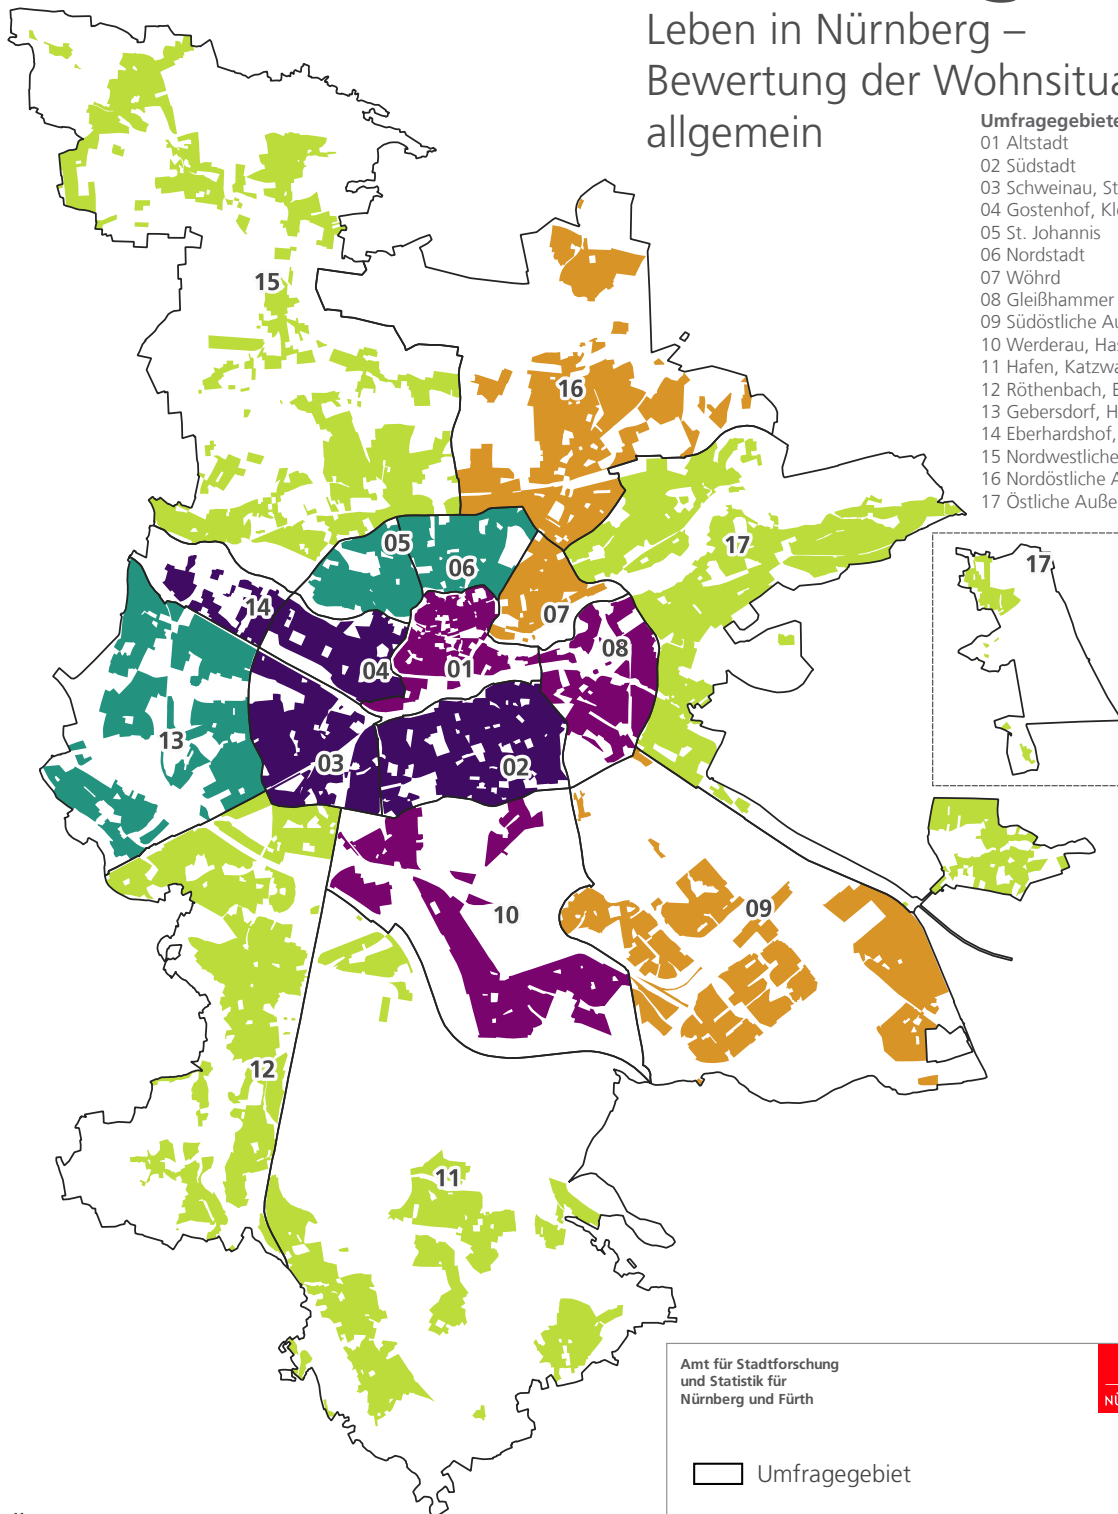 Leben in Nürnberg –
Bewertung der Wohnsitua
allgemein
Umfragegebiete
01 Altstadt
02 Südstadt
03 Schweinau, St
04 Gostenhof, Kl
05 St. Johannis
06 Nordstadt
07 Wöhrd
08 Gleißhammer
09 Südöstliche Au
10 Werderau, Has
11 Hafen, Katzwa
12 Röthenbach, E
13 Gebersdorf, H
14 Eberhardshof,
15 Nordwestliche
16 Nordöstliche A
17 Östliche Auße
15
16
05
06
17
17
14
07
08
04
01
13
03
02
10
09
12
11
Amt für Stadtforschung
und Statistik für
Nürnberg und Fürth
NÜ
Umfragegebiet